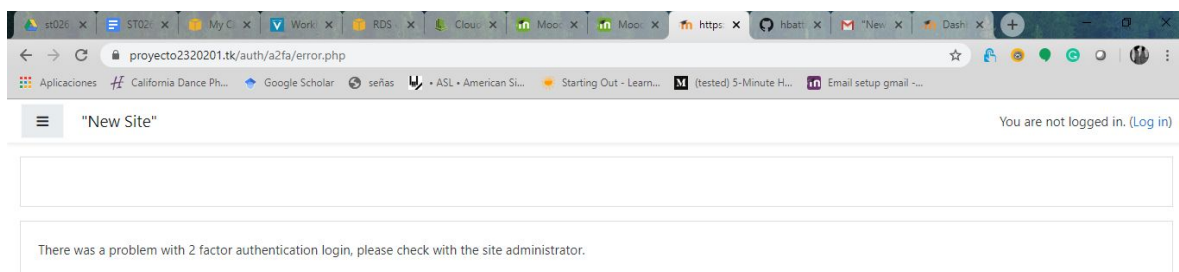 st026 ST02 My C Work RDS Cloud Mooc Mooc https: hbatt "New Dash
proyecto2320201.tk/auth/a2fa/error.php
Aplicaciones California Dance Ph... Google Scholar señas • ASL • American Si... Starting Out - Learn... M (tested) 5-Minute H... Email setup gmail -...
"New Site" You are not logged in. (Log in)
There was a problem with 2 factor authentication login, please check with the site administrator.